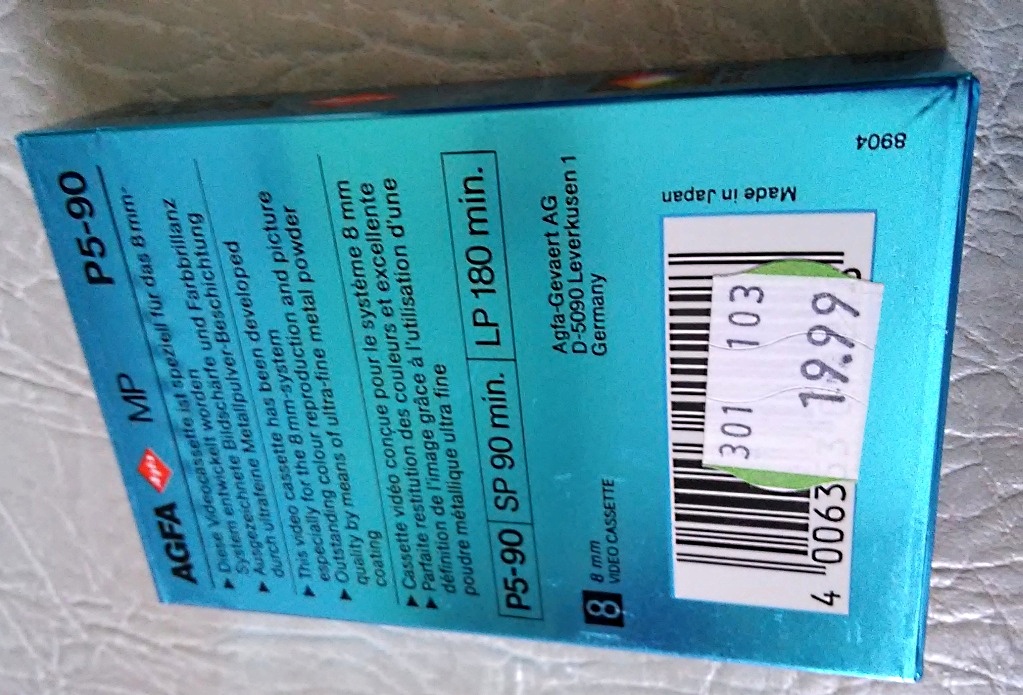 AGFA Agfa MP P5-90
▶ Diese Videocassette ist speziell für das 8 mm-
System entwickelt worden
▶ Ausgezeichnete Bildschärfe und Farbbrillanz
durch ultrafeine Metallpulver-Beschichtung
▶ This video cassette has been developed
especially for the 8 mm-system
▶ Outstanding colour reproduction and picture
quality by means of ultra-fine metal powder
coating
▶ Cassette vidéo conçue pour le système 8 mm
▶ Parfaite restitution des couleurs et excellente
définition de l'image grâce à l'utilisation d'une
poudre métallique ultra fine
P5-90 SP 90 min. LP 180 min.
8 8 mm
VIDEO CASSETTE
Agfa-Gevaert AG
D-5090 Leverkusen 1
Germany
Made in Japan
8904
301 103
19.99
4 0063